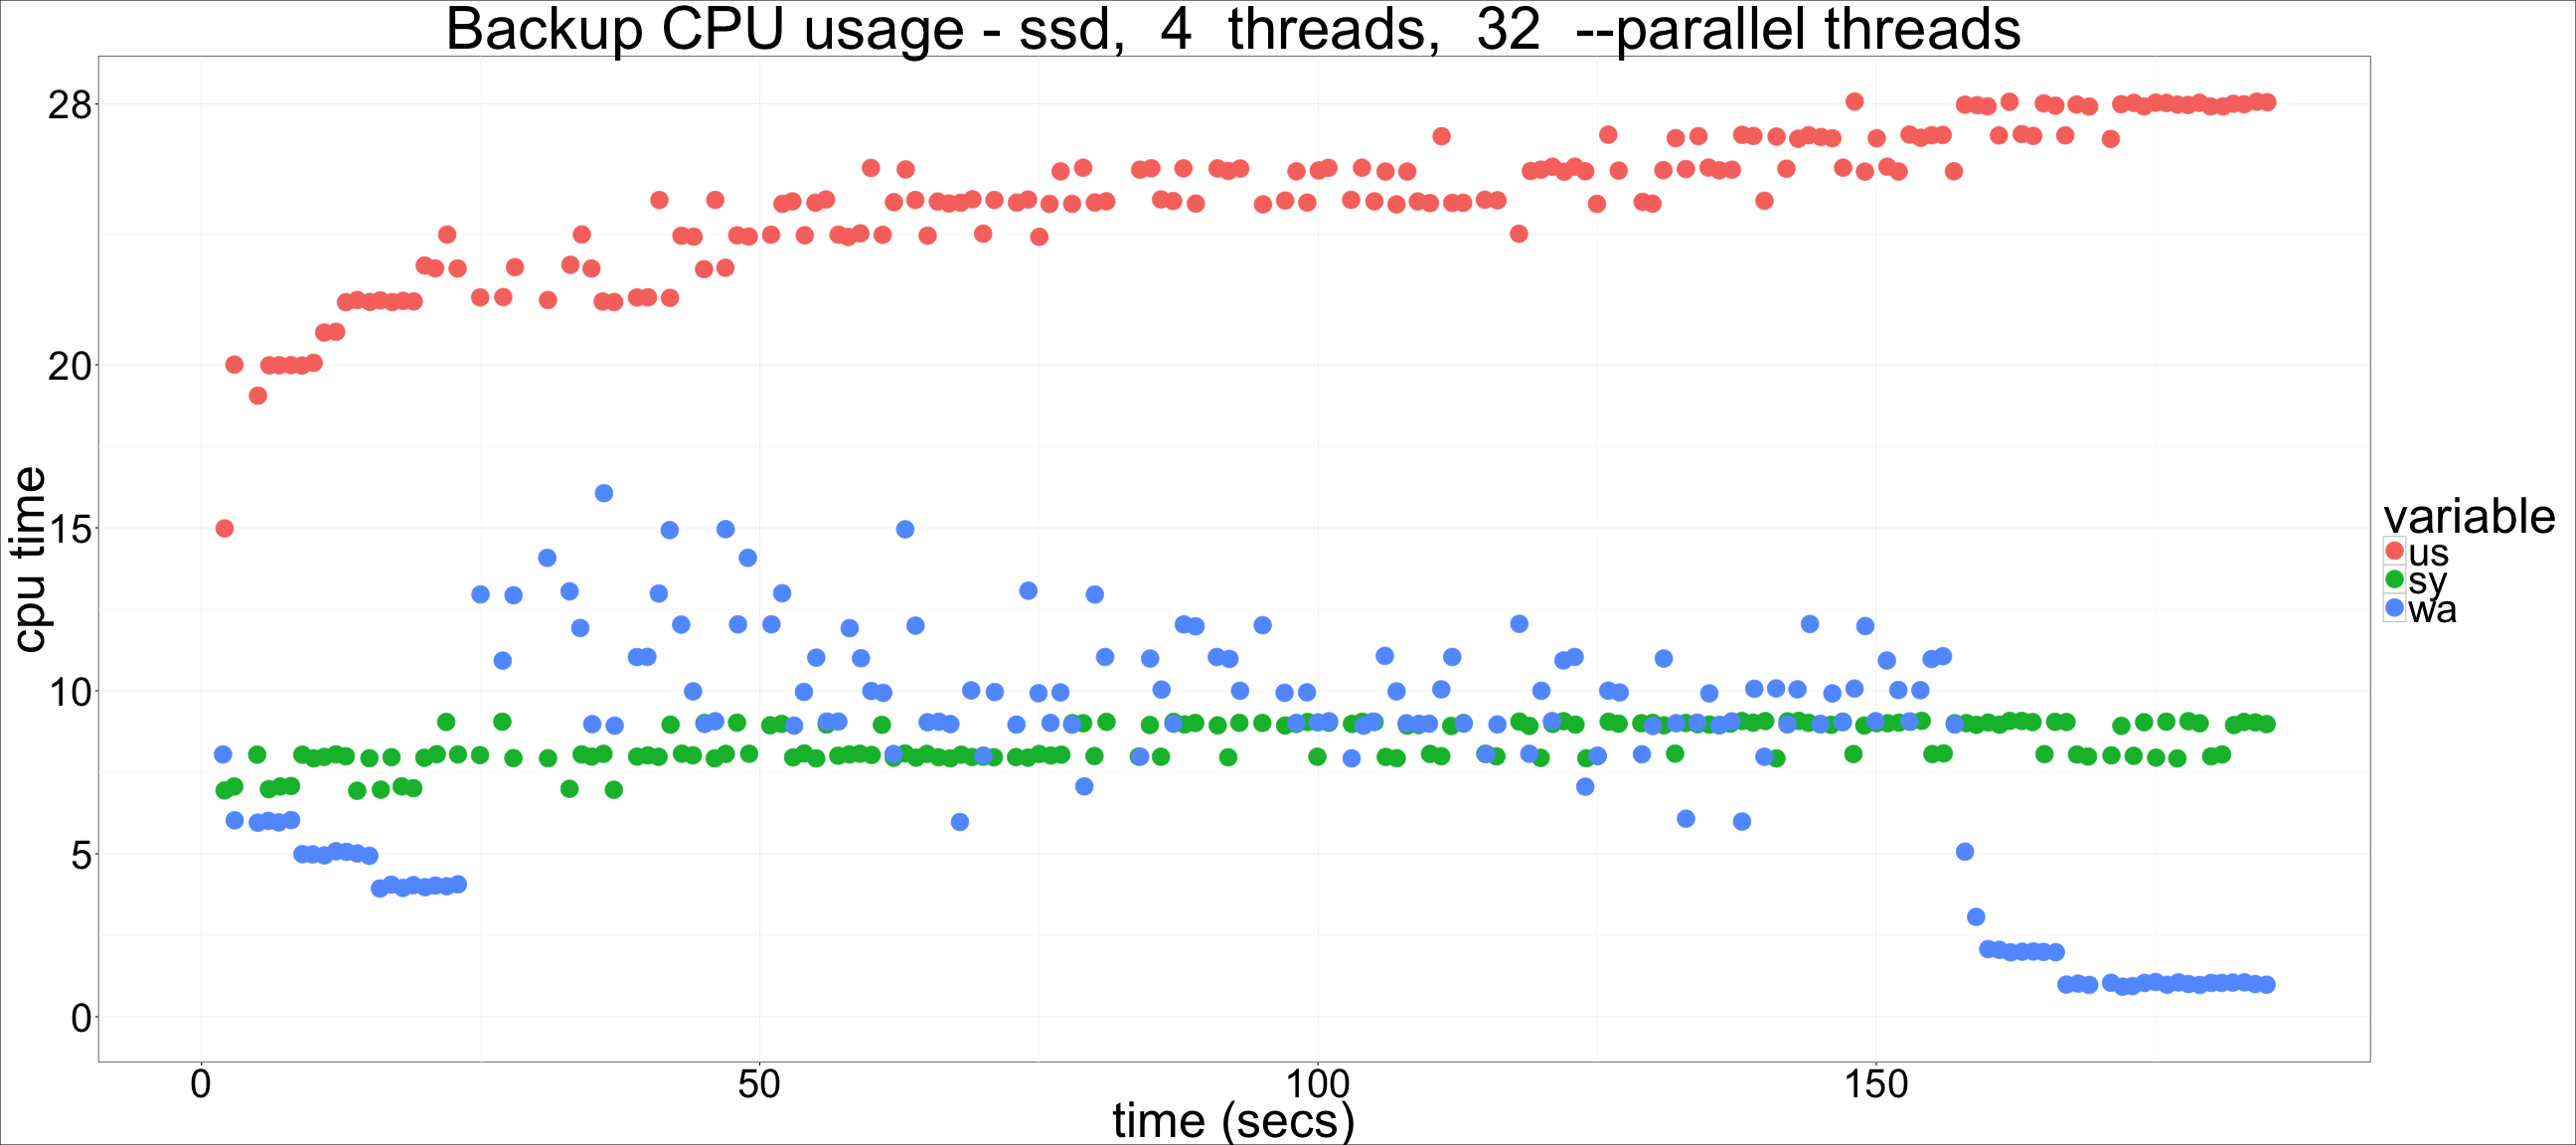 Backup CPU usage - ssd, 4 threads, 32 --parallel threads
28
20
15
10
5
0
cpu time
0 50 100 150
time (secs)
variable
us
sy
wa